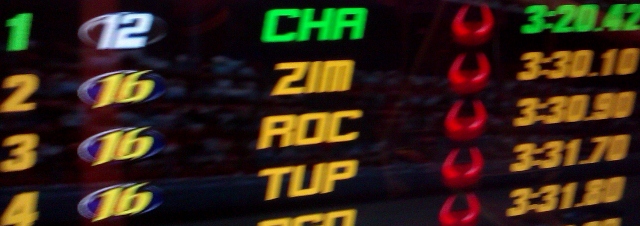 1 12 CHA 3:20.42
2 16 ZIM 3:30.10
3 16 ROC 3:30.90
4 16 TUP 3:31.70
3:31.80